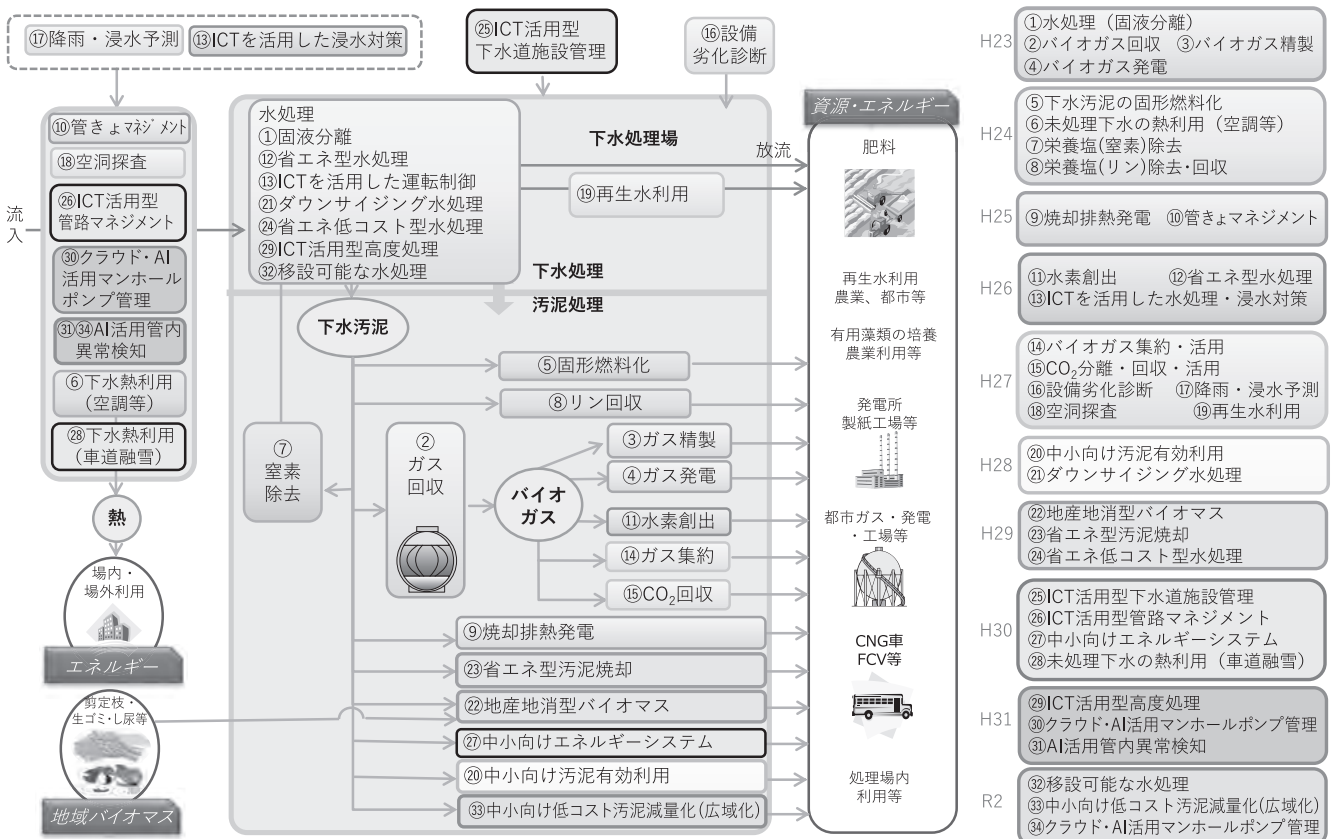 ⑰降雨・浸水予測
⑬ICTを活用した浸水対策
㉕ICT活用型
下水道施設管理
⑯設備
劣化診断
⑩管きょマネジメント
⑱空洞探査
㉖ICT活用型
管路マネジメント
㉚クラウド・AI
活用マンホール
ポンプ管理
㉛㉞AI活用管内
異常検知
⑥下水熱利用
(空調等)
㉘下水熱利用
(車道融雪)
流
入
熱
場内・
場外利用
エネルギー
剪定枝・
生ゴミ・し尿等
地域バイオマス
水処理
①固液分離
⑫省エネ型水処理
⑬ICTを活用した運転制御
㉑ダウンサイジング水処理
㉔省エネ低コスト型水処理
㉙ICT活用型高度処理
㉜移設可能な水処理
下水処理場
放流
⑲再生水利用
下水処理
汚泥処理
下水汚泥
⑤固形燃料化
⑧リン回収
⑦
窒素
除去
②
ガス
回収
バイオ
ガス
③ガス精製
④ガス発電
⑪水素創出
⑭ガス集約
⑮CO₂回収
⑨焼却排熱発電
㉓省エネ型汚泥焼却
㉒地産地消型バイオマス
㉗中小向けエネルギーシステム
⑳中小向け汚泥有効利用
㉝中小向け低コスト汚泥減量化(広域化)
資源・エネルギー
肥料
再生水利用
農業、都市等
有用藻類の培養
農業利用等
発電所
製紙工場等
都市ガス・発電
・工場等
CNG車
FCV等
処理場内
利用等
H23
①水処理（固液分離）
②バイオガス回収 ③バイオガス精製
④バイオガス発電
H24
⑤下水汚泥の固形燃料化
⑥未処理下水の熱利用（空調等）
⑦栄養塩(窒素)除去
⑧栄養塩(リン)除去・回収
H25
⑨焼却排熱発電 ⑩管きょマネジメント
H26
⑪水素創出 ⑫省エネ型水処理
⑬ICTを活用した水処理・浸水対策
H27
⑭バイオガス集約・活用
⑮CO₂分離・回収・活用
⑯設備劣化診断 ⑰降雨・浸水予測
⑱空洞探査 ⑲再生水利用
H28
⑳中小向け汚泥有効利用
㉑ダウンサイジング水処理
H29
㉒地産地消型バイオマス
㉓省エネ型汚泥焼却
㉔省エネ低コスト型水処理
H30
㉕ICT活用型下水道施設管理
㉖ICT活用型管路マネジメント
㉗中小向けエネルギーシステム
㉘未処理下水の熱利用（車道融雪）
H31
㉙ICT活用型高度処理
㉚クラウド・AI活用マンホールポンプ管理
㉛AI活用管内異常検知
R2
㉜移設可能な水処理
㉝中小向け低コスト汚泥減量化(広域化)
㉞クラウド・AI活用マンホールポンプ管理